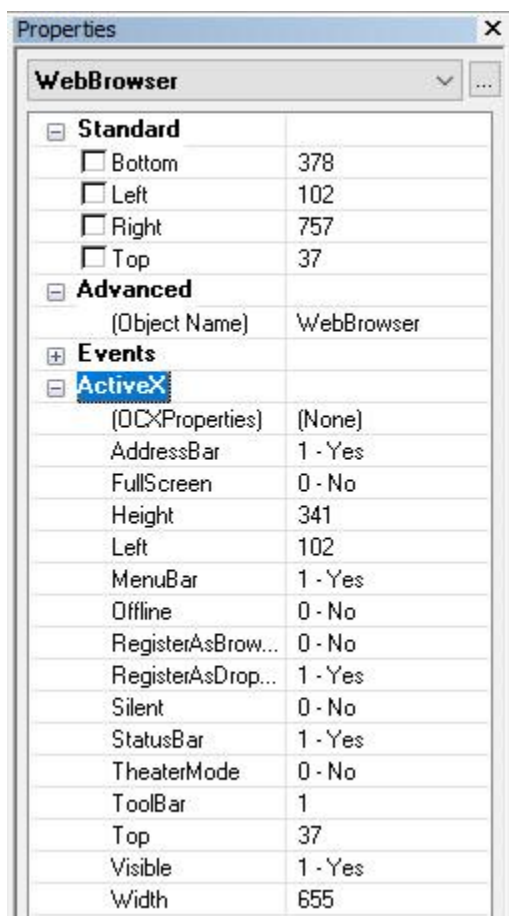 Properties
WebBrowser ...
Standard
Bottom 378
Left 102
Right 757
Top 37
Advanced
(Object Name) WebBrowser
Events
ActiveX
(OCXProperties) (None)
AddressBar 1 - Yes
FullScreen 0 - No
Height 341
Left 102
MenuBar 1 - Yes
Offline 0 - No
RegisterAsBrow... 0 - No
RegisterAsDrop... 1 - Yes
Silent 0 - No
StatusBar 1 - Yes
TheaterMode 0 - No
ToolBar 1
Top 37
Visible 1 - Yes
Width 655